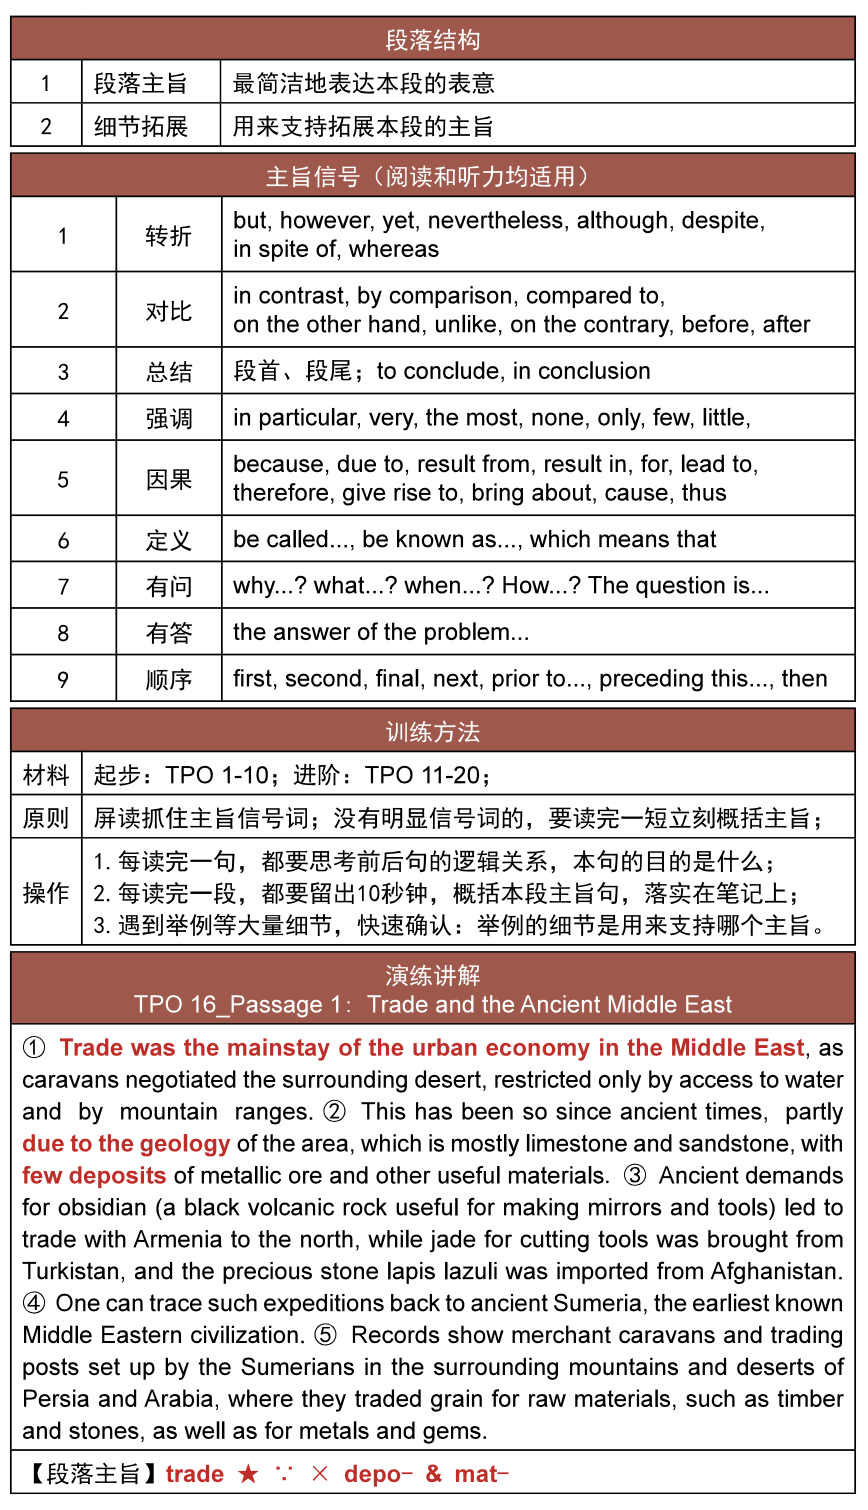 段落结构
1 段落主旨 最简洁地表达本段的表意
2 细节拓展 用来支持拓展本段的主旨
主旨信号（阅读和听力均适用）
1 转折 but, however, yet, nevertheless, although, despite,
in spite of, whereas
2 对比 in contrast, by comparison, compared to,
on the other hand, unlike, on the contrary, before, after
3 总结 段首、段尾；to conclude, in conclusion
4 强调 in particular, very, the most, none, only, few, little,
5 因果 because, due to, result from, result in, for, lead to,
therefore, give rise to, bring about, cause, thus
6 定义 be called..., be known as..., which means that
7 有问 why...? what...? when...? How...? The question is...
8 有答 the answer of the problem...
9 顺序 first, second, final, next, prior to..., preceding this..., then
训练方法
材料 起步：TPO 1-10；进阶：TPO 11-20；
原则 屏读抓住主旨信号词；没有明显信号词的，要读完一短立刻概括主旨；
操作 1. 每读完一句，都要思考前后句的逻辑关系，本句的目的是什么；
2. 每读完一段，都要留出10秒钟，概括本段主旨句，落实在笔记上；
3. 遇到举例等大量细节，快速确认：举例的细节是用来支持哪个主旨。
演练讲解
TPO 16_Passage 1：Trade and the Ancient Middle East
① Trade was the mainstay of the urban economy in the Middle East, as
caravans negotiated the surrounding desert, restricted only by access to water
and by mountain ranges. ② This has been so since ancient times, partly
due to the geology of the area, which is mostly limestone and sandstone, with
few deposits of metallic ore and other useful materials. ③ Ancient demands
for obsidian (a black volcanic rock useful for making mirrors and tools) led to
trade with Armenia to the north, while jade for cutting tools was brought from
Turkistan, and the precious stone lapis lazuli was imported from Afghanistan.
④ One can trace such expeditions back to ancient Sumeria, the earliest known
Middle Eastern civilization. ⑤ Records show merchant caravans and trading
posts set up by the Sumerians in the surrounding mountains and deserts of
Persia and Arabia, where they traded grain for raw materials, such as timber
and stones, as well as for metals and gems.
【段落主旨】trade ★ ∵ × depo- & mat-